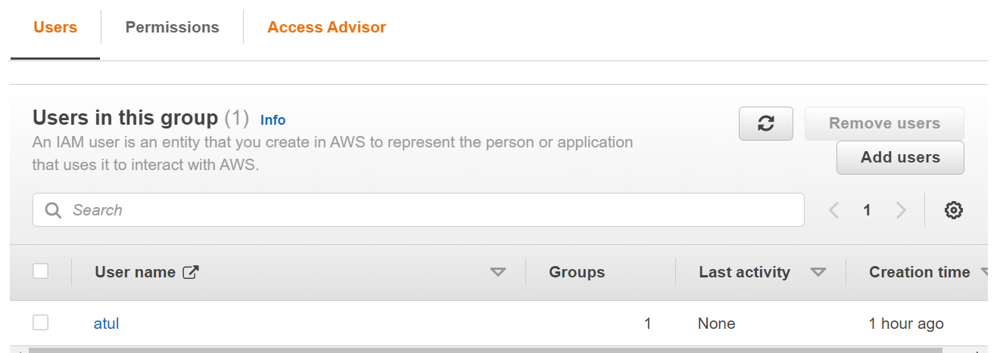 Users Permissions Access Advisor
Users in this group (1) Info
An IAM user is an entity that you create in AWS to represent the person or application
that uses it to interact with AWS.
Remove users
Add users
Search
1
User name Groups Last activity Creation time
atul 1 None 1 hour ago